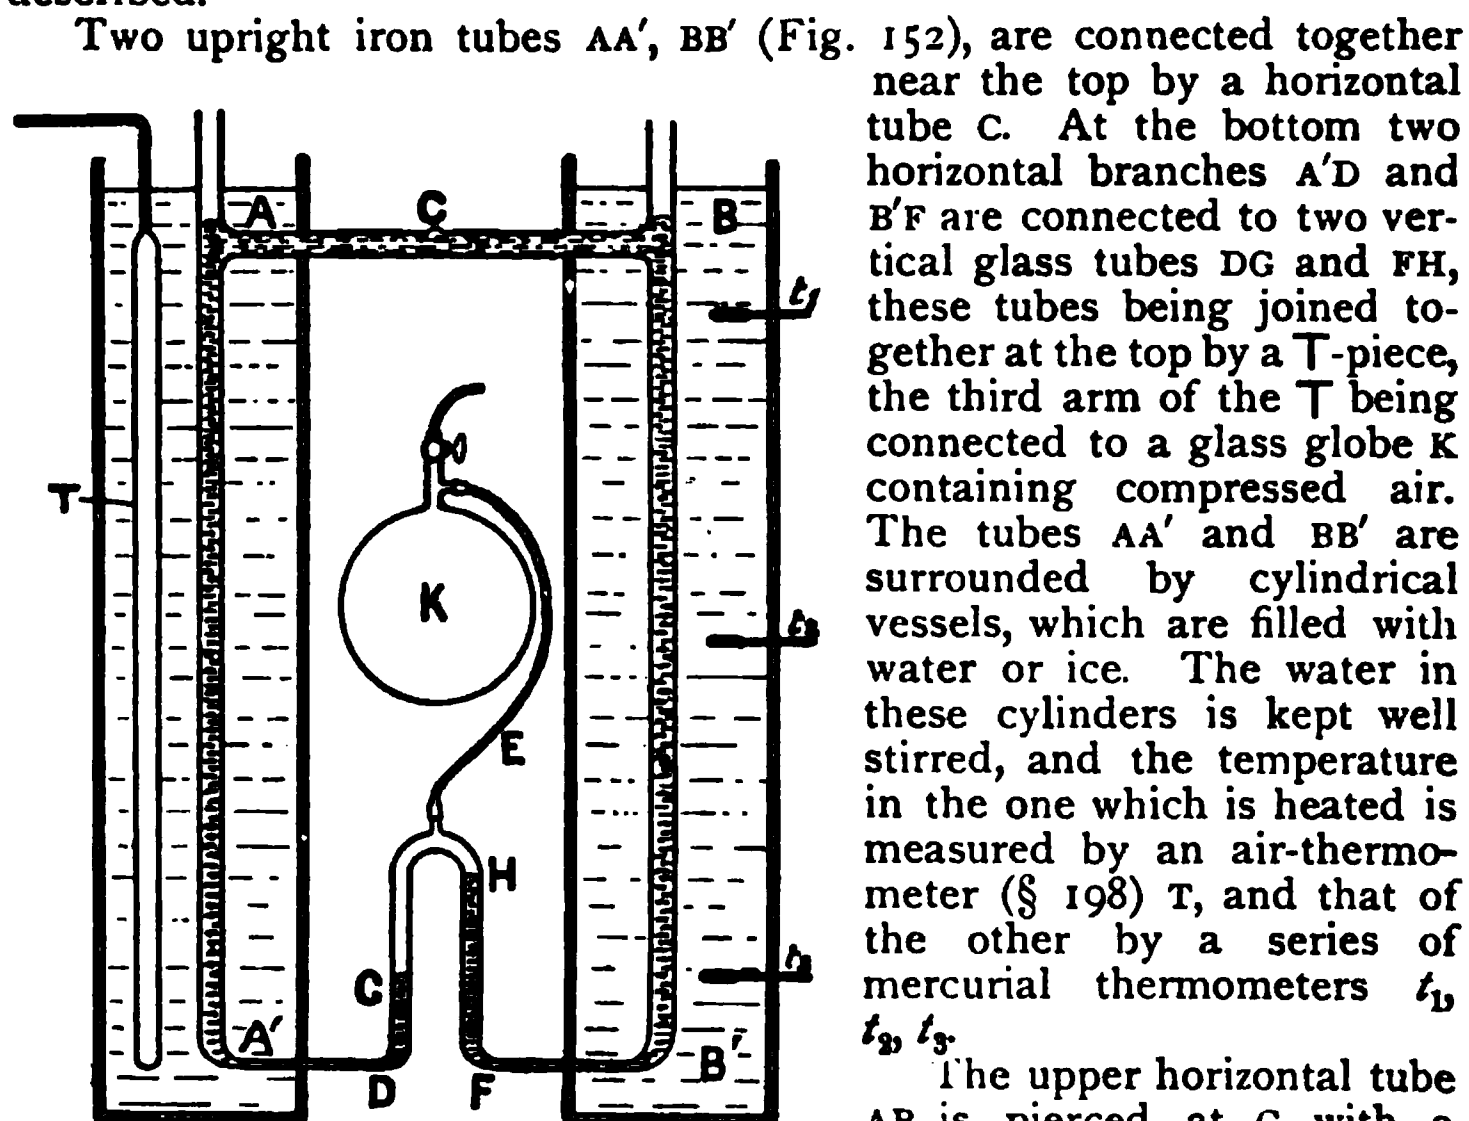 Two upright iron tubes AA′, BB′ (Fig. 152), are connected together
near the top by a horizontal
tube C. At the bottom two
horizontal branches A′D and
B′F are connected to two ver-
tical glass tubes DG and FH,
these tubes being joined to-
gether at the top by a T-piece,
the third arm of the T being
connected to a glass globe K
containing compressed air.
The tubes AA′ and BB′ are
surrounded by cylindrical
vessels, which are filled with
water or ice. The water in
these cylinders is kept well
stirred, and the temperature
in the one which is heated is
measured by an air-thermo-
meter (§ 198) T, and that of
the other by a series of
mercurial thermometers t₁,
t₂, t₃.
The upper horizontal tube
AB is pierced at C with a
A
C
B
t₁
T
K
t₂
E
H
G
t₃
A′
B′
D
F